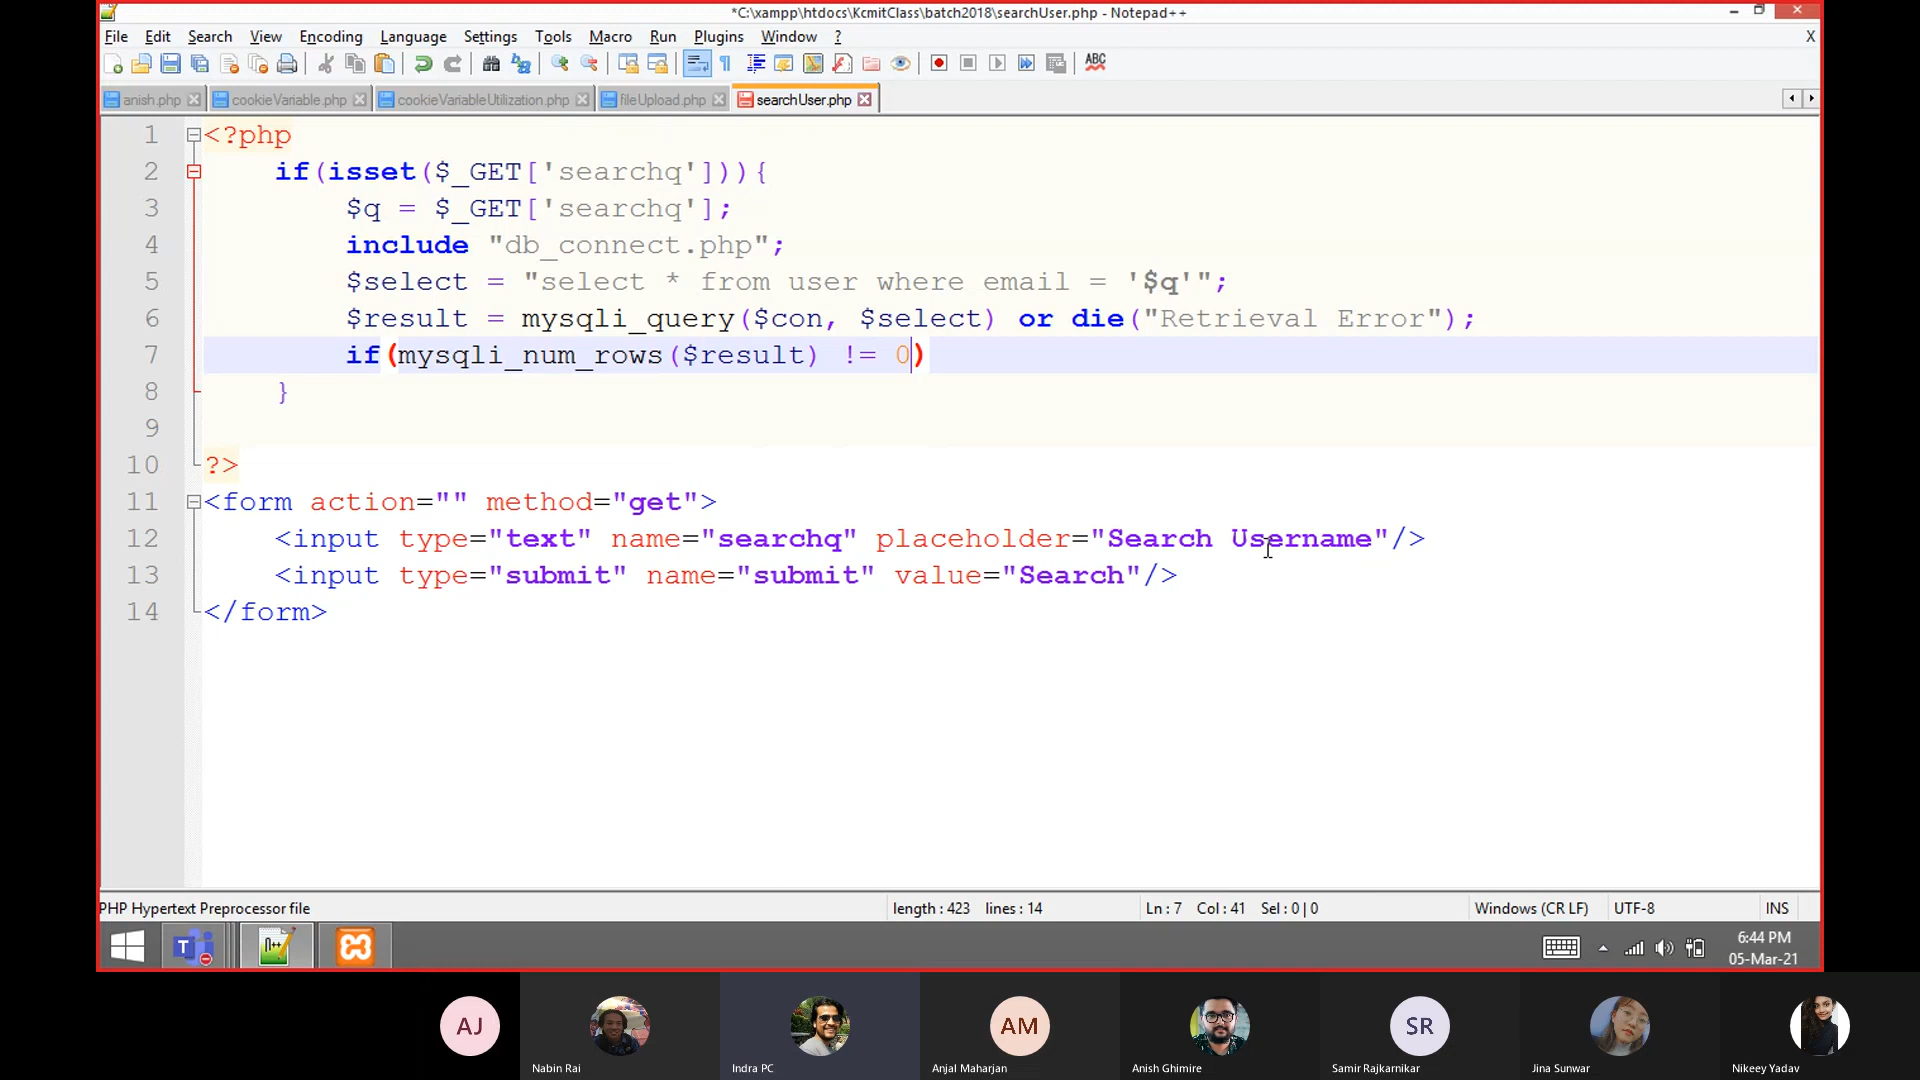 *C:\xampp\htdocs\KcmitClass\batch2018\searchUser.php - Notepad++
File Edit Search View Encoding Language Settings Tools Macro Run Plugins Window ? X
ABC
anish.php cookieVariable.php cookieVariableUtilization.php fileUpload.php searchUser.php
1 <?php
2 if(isset($_GET['searchq'])){
3 $q = $_GET['searchq'];
4 include "db_connect.php";
5 $select = "select * from user where email = '$q'";
6 $result = mysqli_query($con, $select) or die("Retrieval Error");
7 if(mysqli_num_rows($result) != 0)
8 }
9
10 ?>
11 <form action="" method="get">
12 <input type="text" name="searchq" placeholder="Search Username"/>
13 <input type="submit" name="submit" value="Search"/>
14 </form>
PHP Hypertext Preprocessor file length : 423 lines : 14 Ln : 7 Col : 41 Sel : 0 | 0 Windows (CR LF) UTF-8 INS
6:44 PM
05-Mar-21
AJ AM SR
Nabin Rai Indra PC Anjal Maharjan Anish Ghimire Samir Rajkarnikar Jina Sunwar Nikeey Yadav